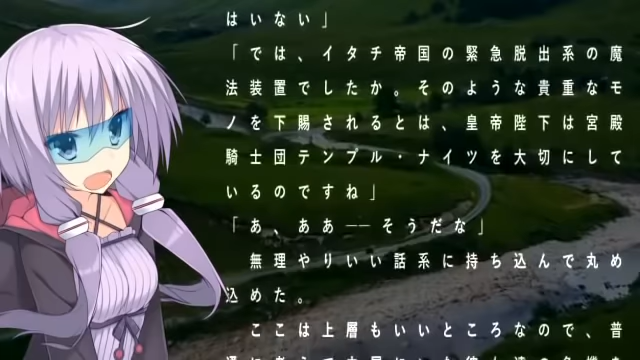 はいない」
「では、イタチ帝国の緊急脱出系の魔
法装置でしたか。そのような貴重なモ
ノを下賜されるとは、皇帝陛下は宮殿
騎士団テンプル・ナイツを大切にして
いるのですね」
「あ、ああ──そうだな」
　無理やりいい話系に持ち込んで丸め
込めた。
　ここは上層もいいところなので、普